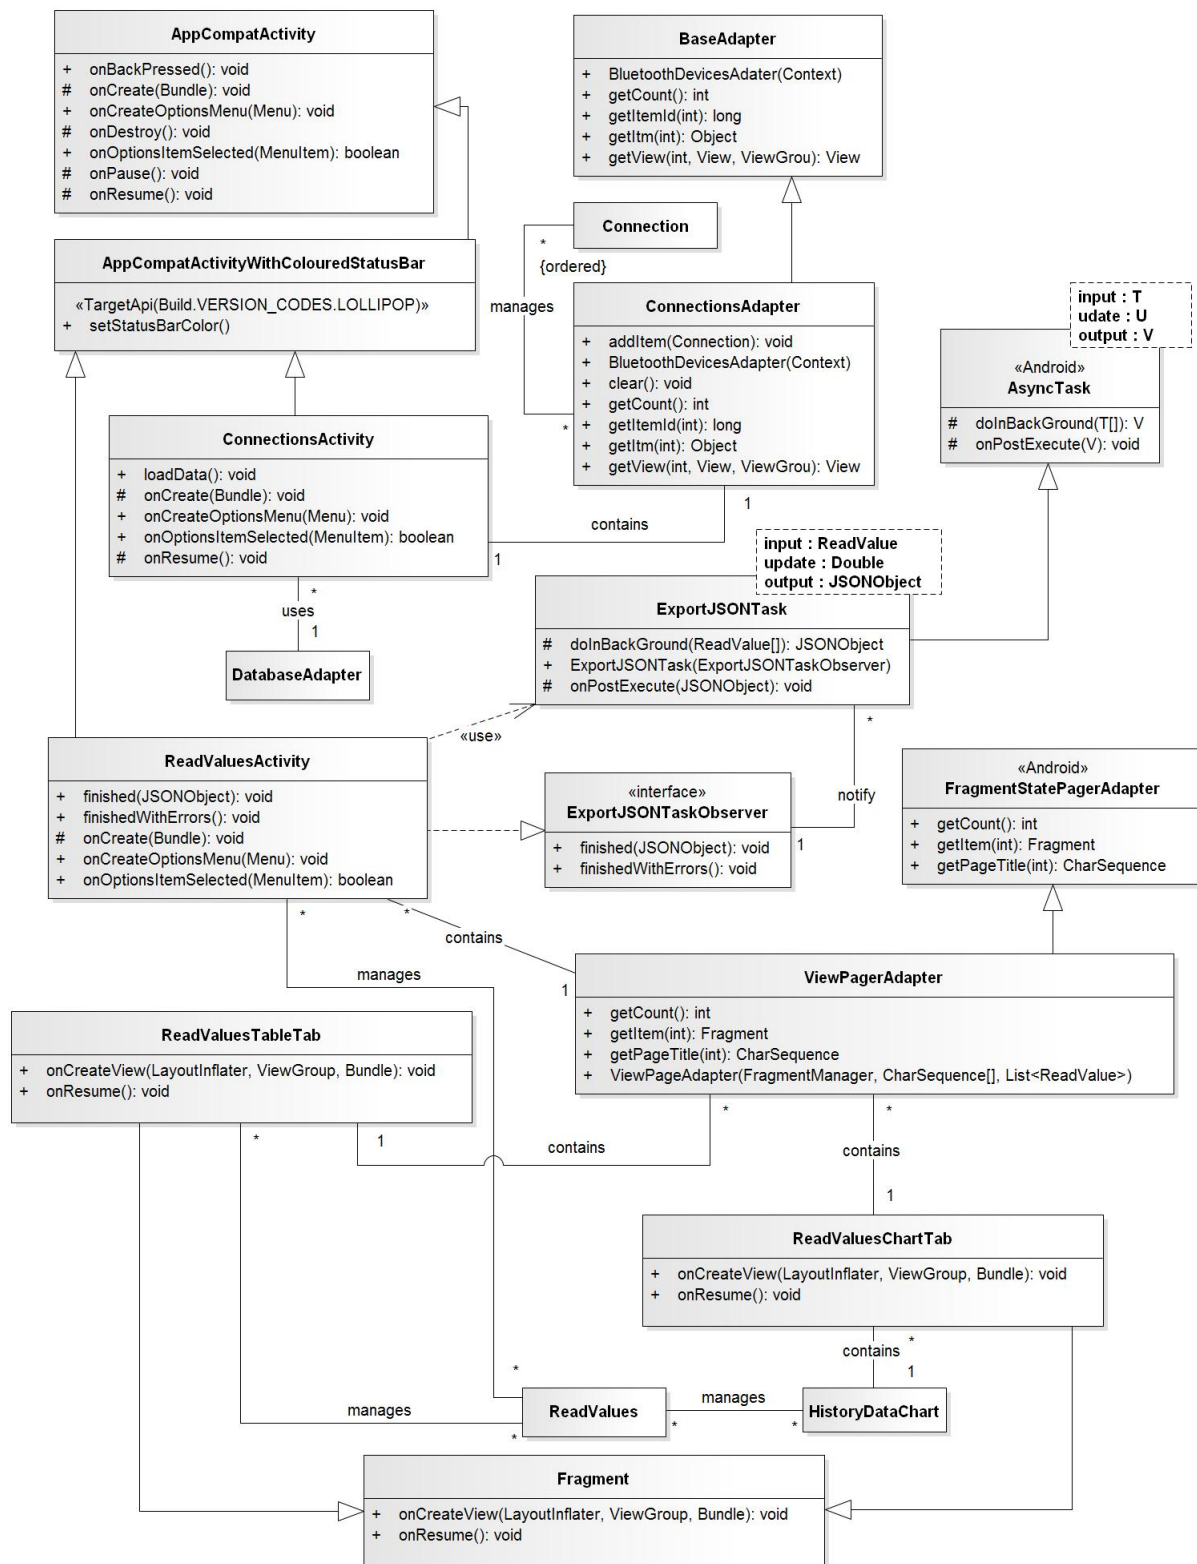 AppCompatActivity
+ onBackPressed(): void
# onCreate(Bundle): void
+ onCreateOptionsMenu(Menu): void
# onDestroy(): void
+ onOptionsItemSelected(MenuItem): boolean
# onPause(): void
# onResume(): void
BaseAdapter
+ BluetoothDevicesAdater(Context)
+ getCount(): int
+ getItemId(int): long
+ getItm(int): Object
+ getView(int, View, ViewGrou): View
Connection
*
{ordered}
manages
*
AppCompatActivityWithColouredStatusBar
«TargetApi(Build.VERSION_CODES.LOLLIPOP)»
+ setStatusBarColor()
ConnectionsAdapter
+ addItem(Connection): void
+ BluetoothDevicesAdapter(Context)
+ clear(): void
+ getCount(): int
+ getItemId(int): long
+ getItm(int): Object
+ getView(int, View, ViewGrou): View
input : T
udate : U
output : V
«Android»
AsyncTask
# doInBackGround(T[]): V
# onPostExecute(V): void
ConnectionsActivity
+ loadData(): void
# onCreate(Bundle): void
+ onCreateOptionsMenu(Menu): void
+ onOptionsItemSelected(MenuItem): boolean
# onResume(): void
1
contains
1
*
uses
1
DatabaseAdapter
input : ReadValue
update : Double
output : JSONObject
ExportJSONTask
# doInBackGround(ReadValue[]): JSONObject
+ ExportJSONTask(ExportJSONTaskObserver)
# onPostExecute(JSONObject): void
«use»
*
notify
1
ReadValuesActivity
+ finished(JSONObject): void
+ finishedWithErrors(): void
# onCreate(Bundle): void
+ onCreateOptionsMenu(Menu): void
+ onOptionsItemSelected(MenuItem): boolean
«interface»
ExportJSONTaskObserver
+ finished(JSONObject): void
+ finishedWithErrors(): void
«Android»
FragmentStatePagerAdapter
+ getCount(): int
+ getItem(int): Fragment
+ getPageTitle(int): CharSequence
*
*
contains
manages
1
ViewPagerAdapter
+ getCount(): int
+ getItem(int): Fragment
+ getPageTitle(int): CharSequence
+ ViewPageAdapter(FragmentManager, CharSequence[], List<ReadValue>)
ReadValuesTableTab
+ onCreateView(LayoutInflater, ViewGroup, Bundle): void
+ onResume(): void
*
1
contains
*
*
contains
1
ReadValuesChartTab
+ onCreateView(LayoutInflater, ViewGroup, Bundle): void
+ onResume(): void
*
contains
1
*
manages
*
ReadValues
*
manages
*
HistoryDataChart
Fragment
+ onCreateView(LayoutInflater, ViewGroup, Bundle): void
+ onResume(): void